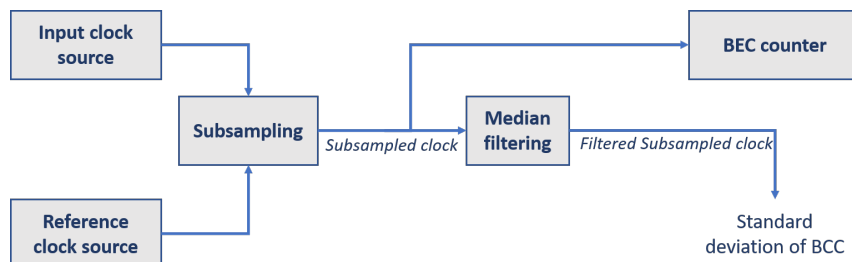 Input clock
source
BEC counter
Subsampling
Subsampled clock
Median
filtering
Filtered Subsampled clock
Reference
clock source
Standard
deviation of BCC